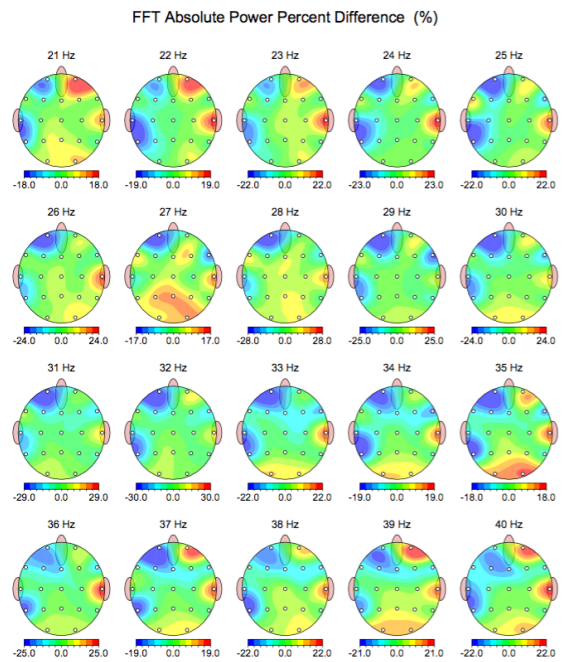 FFT Absolute Power Percent Difference (%)
21 Hz 22 Hz 23 Hz 24 Hz 25 Hz
-18.0 0.0 18.0 -19.0 0.0 19.0 -22.0 0.0 22.0 -23.0 0.0 23.0 -22.0 0.0 22.0
26 Hz 27 Hz 28 Hz 29 Hz 30 Hz
-24.0 0.0 24.0 -17.0 0.0 17.0 -28.0 0.0 28.0 -25.0 0.0 25.0 -24.0 0.0 24.0
31 Hz 32 Hz 33 Hz 34 Hz 35 Hz
-29.0 0.0 29.0 -30.0 0.0 30.0 -22.0 0.0 22.0 -19.0 0.0 19.0 -18.0 0.0 18.0
36 Hz 37 Hz 38 Hz 39 Hz 40 Hz
-25.0 0.0 25.0 -19.0 0.0 19.0 -22.0 0.0 22.0 -21.0 0.0 21.0 -22.0 0.0 22.0